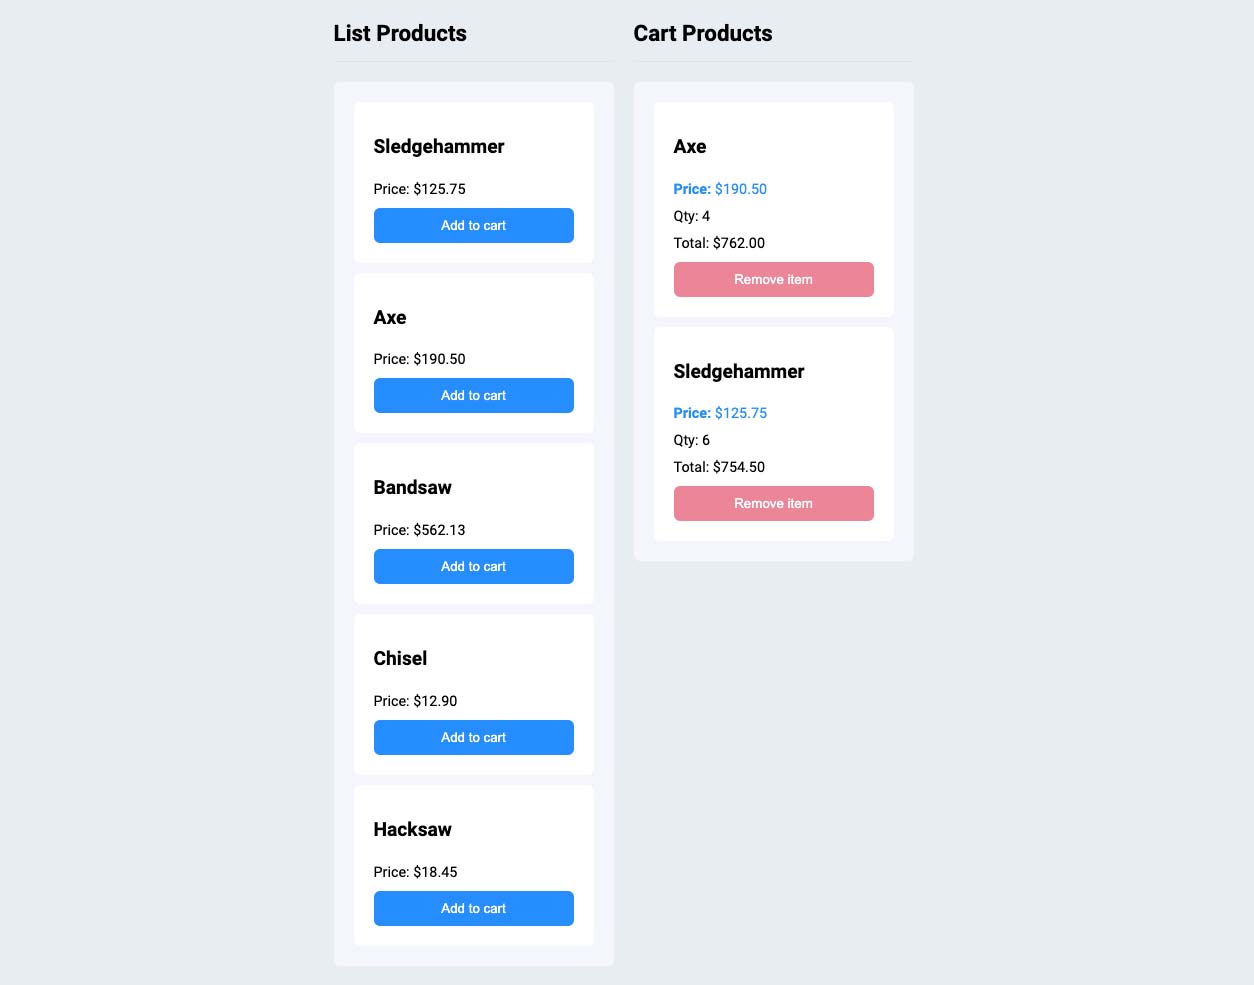 List Products
Sledgehammer
Price: $125.75
Add to cart
Axe
Price: $190.50
Add to cart
Bandsaw
Price: $562.13
Add to cart
Chisel
Price: $12.90
Add to cart
Hacksaw
Price: $18.45
Add to cart
Cart Products
Axe
Price: $190.50
Qty: 4
Total: $762.00
Remove item
Sledgehammer
Price: $125.75
Qty: 6
Total: $754.50
Remove item